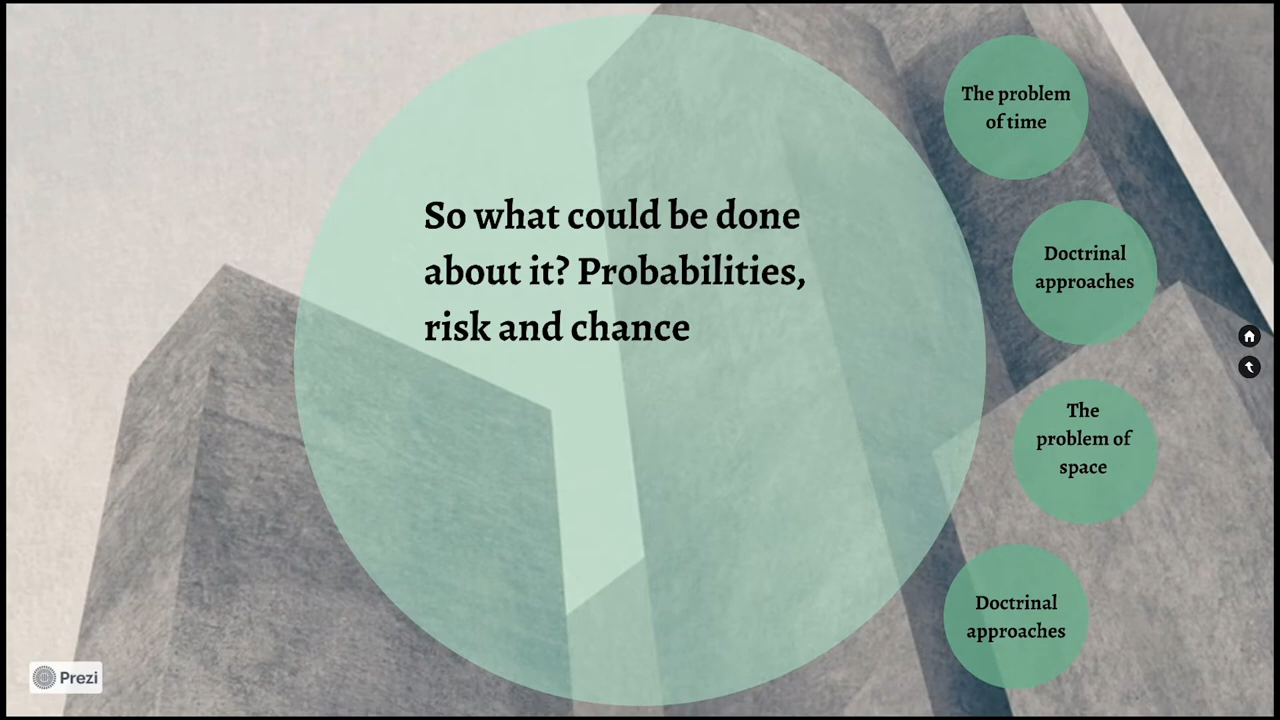 So what could be done
about it? Probabilities,
risk and chance
The problem
of time
Doctrinal
approaches
The
problem of
space
Doctrinal
approaches
Prezi